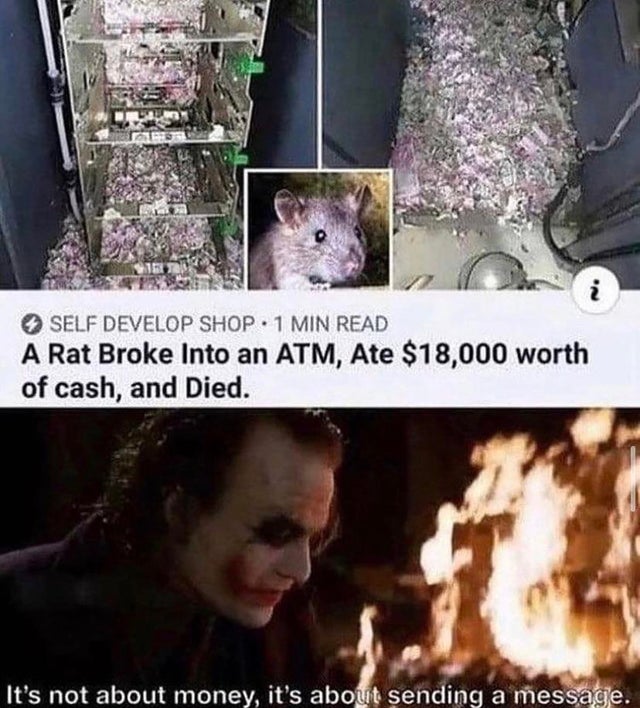 SELF DEVELOP SHOP • 1 MIN READ
A Rat Broke Into an ATM, Ate $18,000 worth
of cash, and Died.
It's not about money, it's about sending a message.